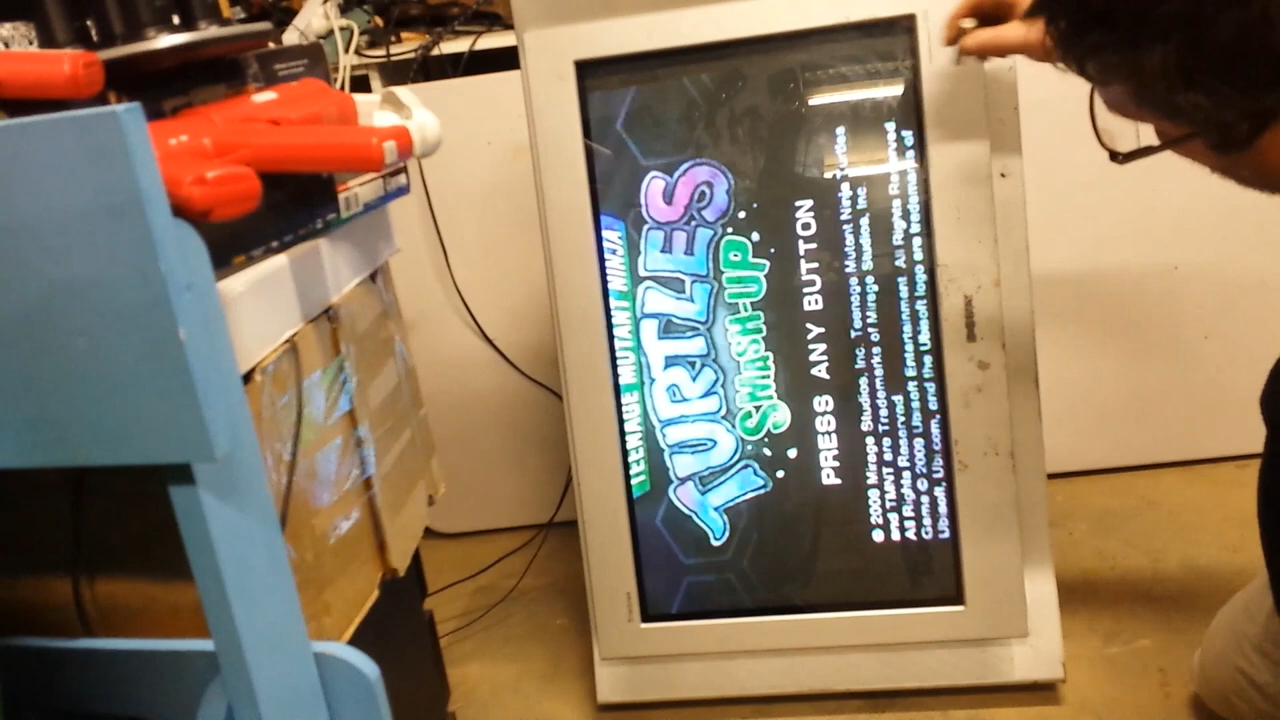 TEENAGE MUTANT NINJA
TURTLES
SMASH-UP
PRESS ANY BUTTON
© 2009 Mirage Studios, Inc. Teenage Mutant Ninja Turtles
and TMNT are Trademarks of Mirage Studios, Inc.
All Rights Reserved.
Game © 2009 Ubisoft Entertainment. All Rights Reserved.
Ubisoft, Ubi.com, and the Ubisoft logo are trademarks of
SONY